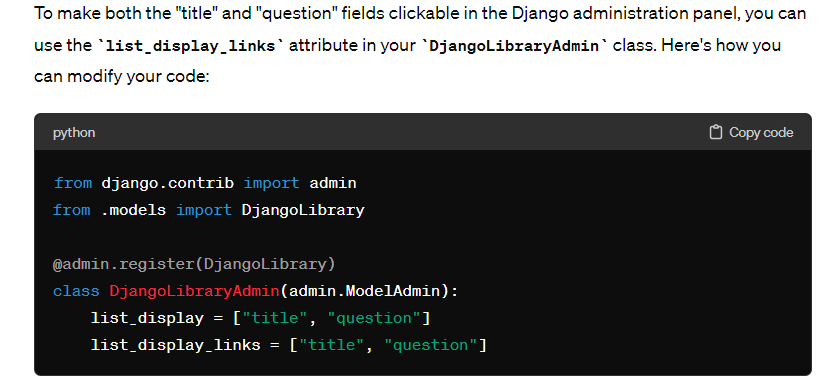 To make both the "title" and "question" fields clickable in the Django administration panel, you can
use the `list_display_links` attribute in your `DjangoLibraryAdmin` class. Here's how you
can modify your code:
python
Copy code
from django.contrib import admin
from .models import DjangoLibrary
@admin.register(DjangoLibrary)
class DjangoLibraryAdmin(admin.ModelAdmin):
    list_display = ["title", "question"]
    list_display_links = ["title", "question"]